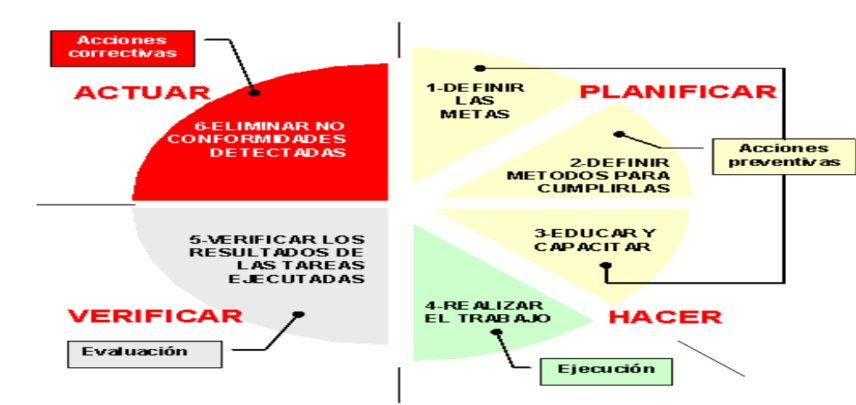 Acciones
correctivas
ACTUAR
6-ELIMINAR NO
CONFORMIDADES
DETECTADAS
1-DEFINIR
LAS
METAS
PLANIFICAR
2-DEFINIR
METODOS PARA
CUMPLIRLAS
Acciones
preventivas
3-EDUCAR Y
CAPACITAR
HACER
4-REALIZAR
EL TRABAJO
Ejecución
5-VERIFICAR LOS
RESULTADOS DE
LAS TAREAS
EJECUTADAS
VERIFICAR
Evaluación